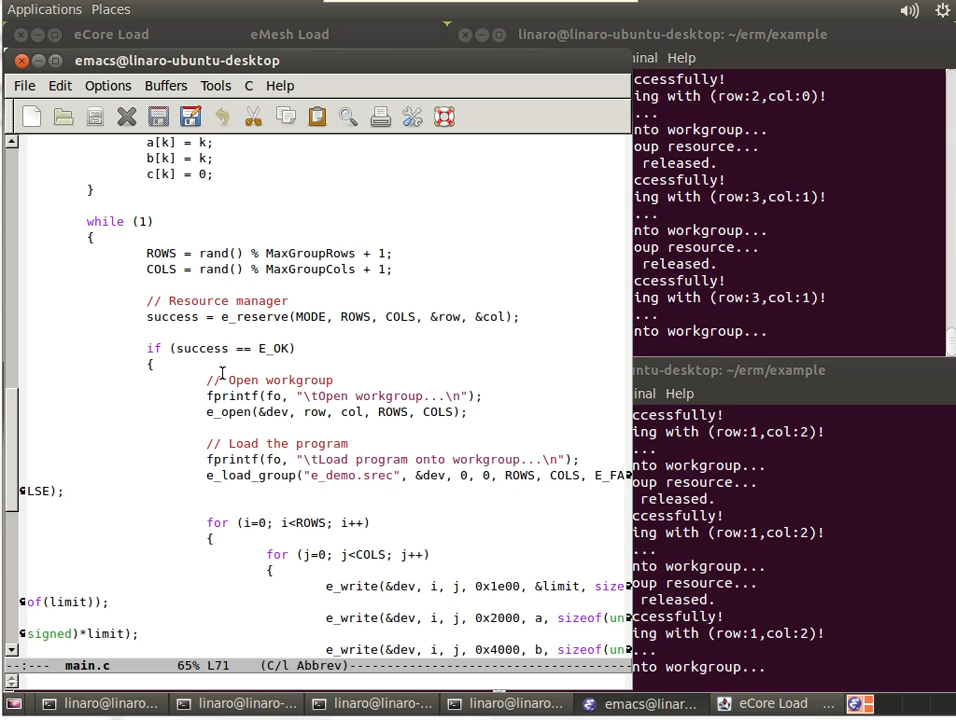 Applications Places
eCore Load
eMesh Load
linaro@linaro-ubuntu-desktop: ~/erm/example
emacs@linaro-ubuntu-desktop
File Edit Options Buffers Tools C Help
a[k] = k;
b[k] = k;
c[k] = 0;
}
while (1)
{
ROWS = rand() % MaxGroupRows + 1;
COLS = rand() % MaxGroupCols + 1;
// Resource manager
success = e_reserve(MODE, ROWS, COLS, &row, &col);
if (success == E_OK)
{
// Open workgroup
fprintf(fo, "\tOpen workgroup...\n");
e_open(&dev, row, col, ROWS, COLS);
// Load the program
fprintf(fo, "\tLoad program onto workgroup...\n");
e_load_group("e_demo.srec", &dev, 0, 0, ROWS, COLS, E_FA
LSE);
for (i=0; i<ROWS; i++)
{
for (j=0; j<COLS; j++)
{
e_write(&dev, i, j, 0x1e00, &limit, size
of(limit));
e_write(&dev, i, j, 0x2000, a, sizeof(un
signed)*limit);
e_write(&dev, i, j, 0x4000, b, sizeof(un
--:--- main.c 65% L71 (C/l Abbrev)
minal Help
ccessfully!
ing with (row:2,col:0)!
...
nto workgroup...
oup resource...
released.
ccessfully!
ing with (row:3,col:1)!
...
nto workgroup...
oup resource...
released.
ccessfully!
ing with (row:3,col:1)!
...
nto workgroup...
untu-desktop: ~/erm/example
inal Help
ccessfully!
ing with (row:1,col:2)!
...
nto workgroup...
oup resource...
released.
ccessfully!
ing with (row:1,col:2)!
...
nto workgroup...
oup resource...
released.
ccessfully!
ing with (row:1,col:2)!
...
nto workgroup...
linaro@linaro... linaro@linaro-... linaro@linaro-... linaro@linaro... emacs@linaro... eCore Load ...